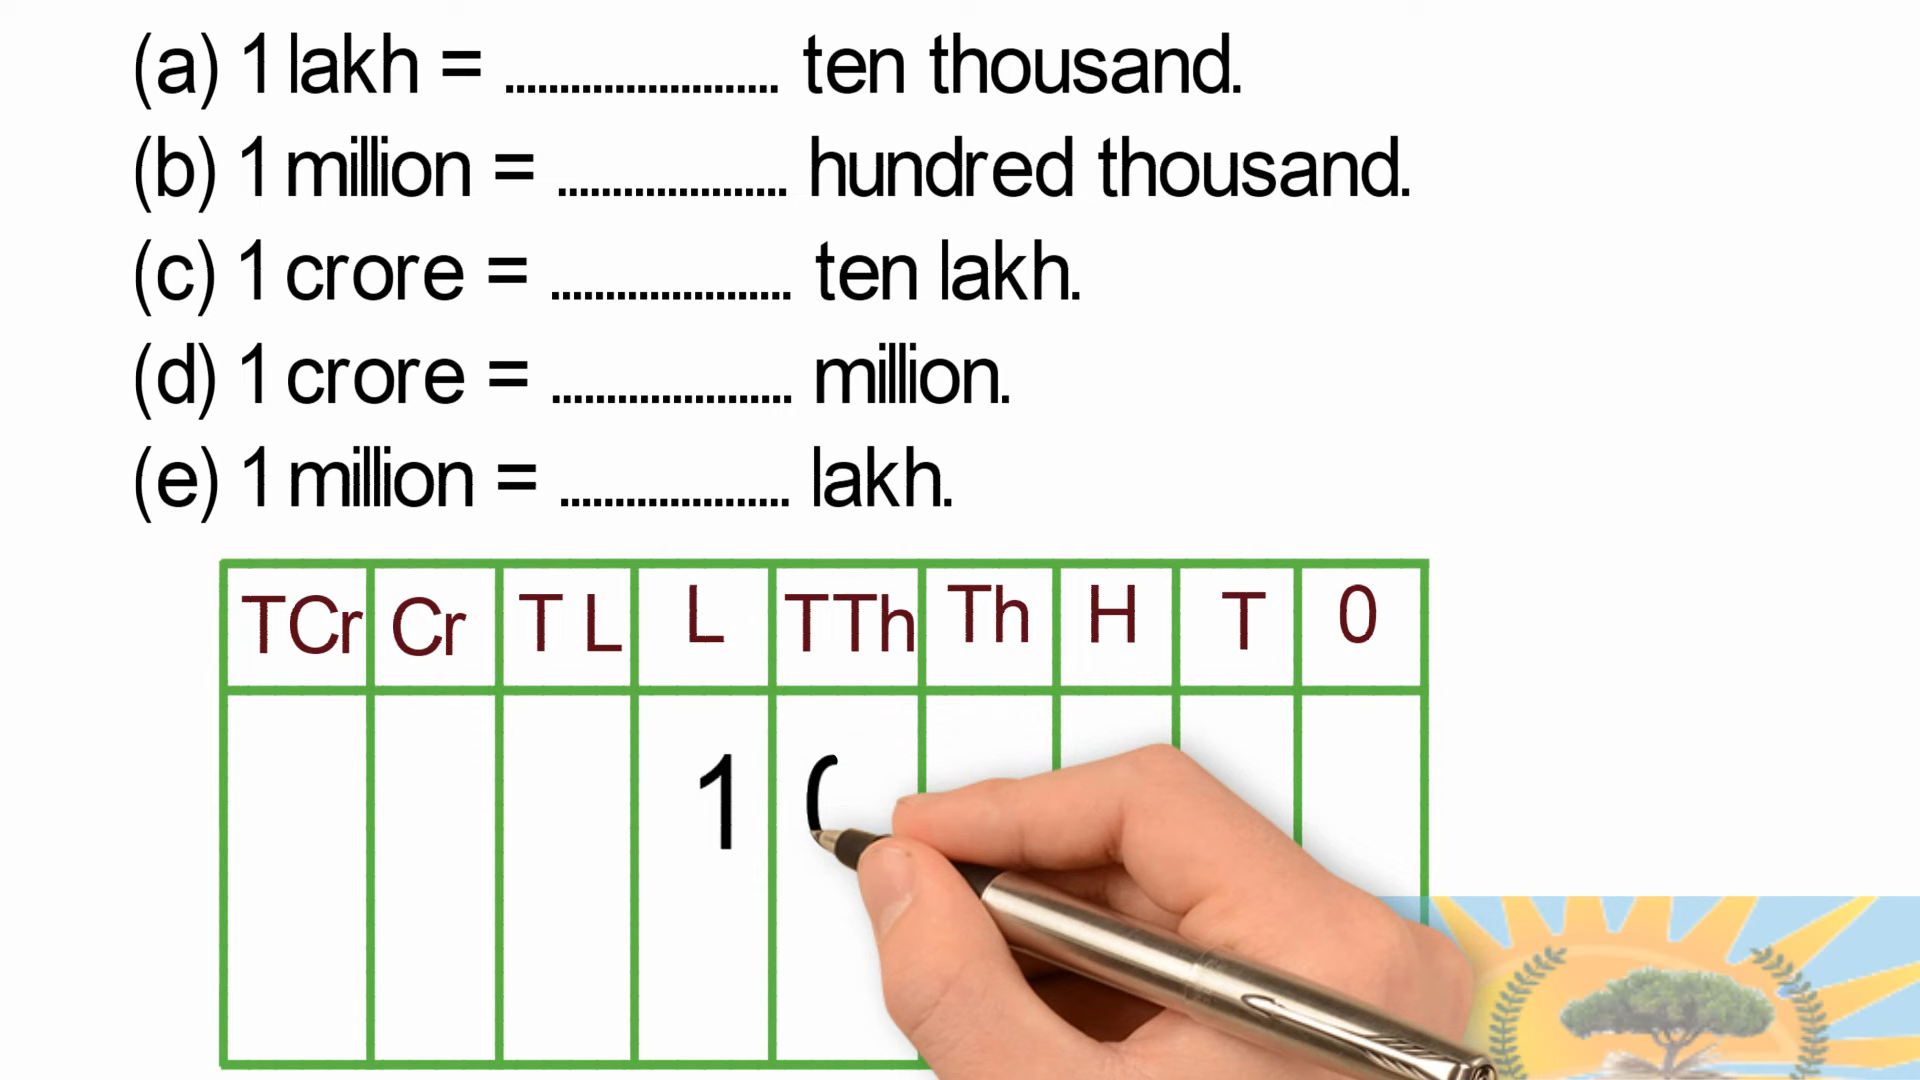 (a) 1 lakh = ........................ ten thousand.
(b) 1 million = .................... hundred thousand.
(c) 1 crore = ..................... ten lakh.
(d) 1 crore = ..................... million.
(e) 1 million = .................... lakh.
TCr Cr T L L TTh Th H T 0
1 0